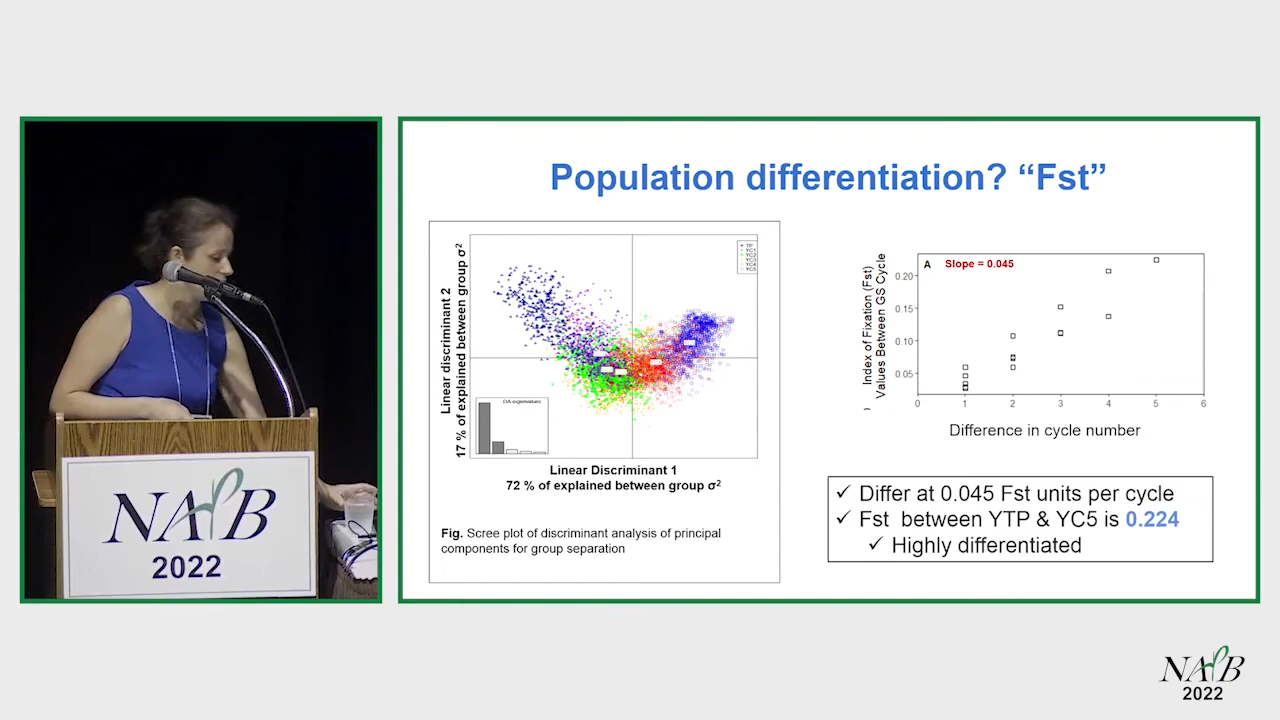 Population differentiation? “Fst”
Linear discriminant 2
17 % of explained between group σ2
TP
YC1
YC2
YC3
YC4
YC5
DA eigenvalues
Linear Discriminant 1
72 % of explained between group σ2
Fig. Scree plot of discriminant analysis of principal
components for group separation
A Slope = 0.045
Index of Fixation (Fst)
Values Between GS Cycle
0.20
0.15
0.10
0.05
0 1 2 3 4 5 6
Difference in cycle number
✓ Differ at 0.045 Fst units per cycle
✓ Fst between YTP & YC5 is 0.224
✓ Highly differentiated
NAPB
2022
NAPB
2022